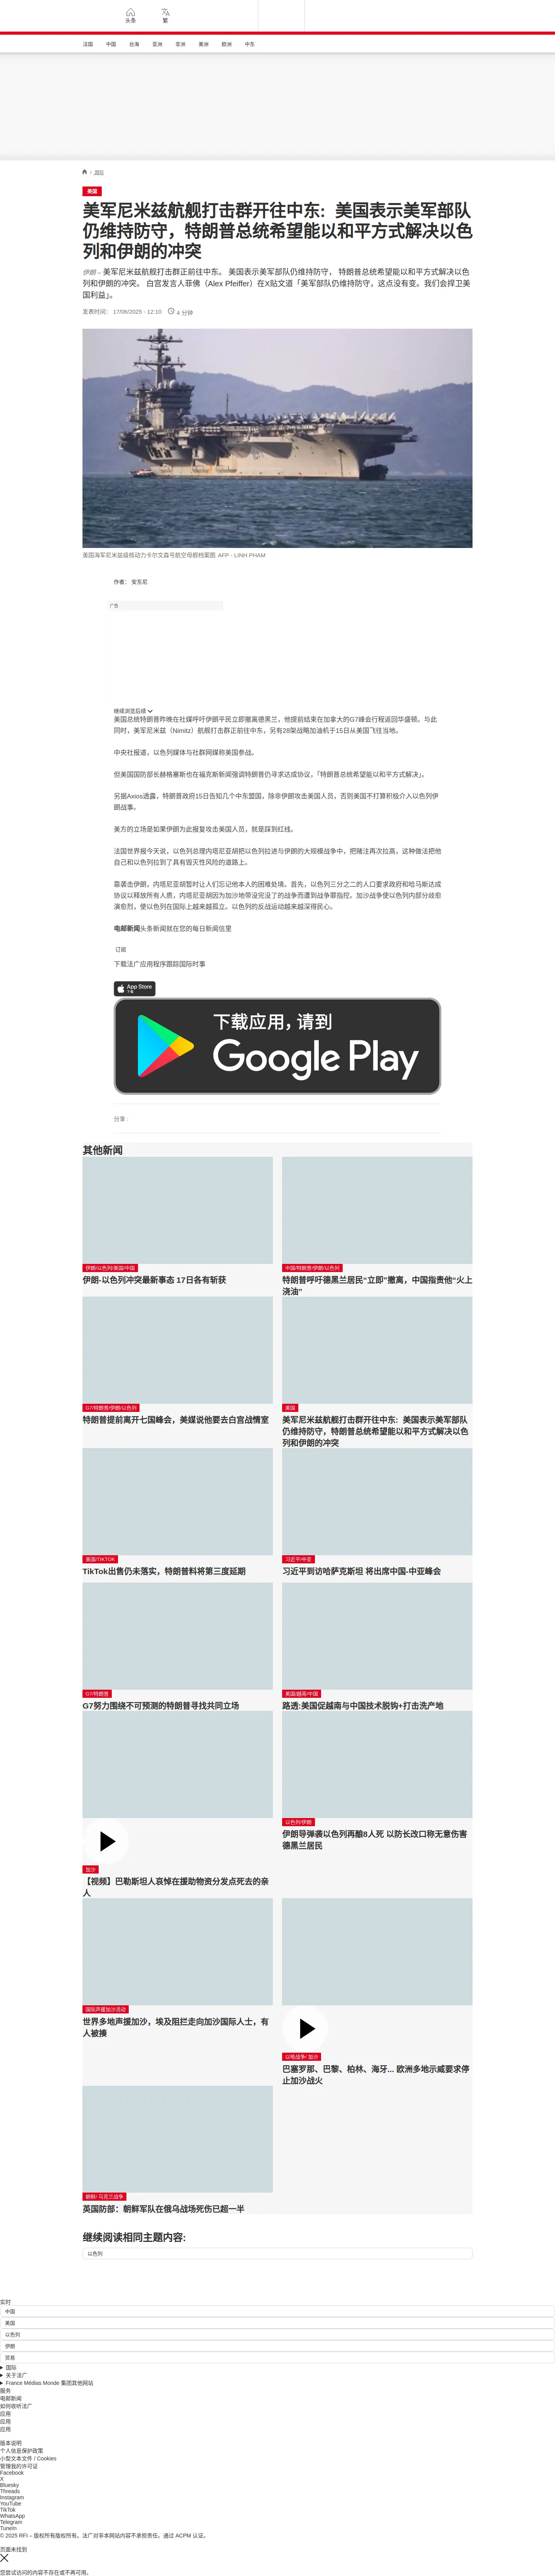 头条
繁
法国
中国
台海
亚洲
非洲
美洲
欧洲
中东
/ 国际
美国
美军尼米兹航舰打击群开往中东: 美国表示美军部队仍维持防守，特朗普总统希望能以和平方式解决以色列和伊朗的冲突
伊朗 – 美军尼米兹航舰打击群正前往中东。 美国表示美军部队仍维持防守， 特朗普总统希望能以和平方式解决以色列和伊朗的冲突。 白宫发言人菲佛（Alex Pfeiffer）在X贴文道「美军部队仍维持防守，这点没有变。我们会捍卫美国利益」。
发表时间： 17/06/2025 - 12:10 4 分钟
美国海军尼米兹级核动力卡尔文森号航空母舰档案图 AFP - LINH PHAM
作者： 安东尼
广告
继续浏览后续
美国总统特朗普昨晚在社媒呼吁伊朗平民立即撤离德黑兰，他提前结束在加拿大的G7峰会行程返回华盛顿。与此同时，美军尼米兹（Nimitz）航舰打击群正前往中东，另有28架战略加油机于15日从美国飞往当地。
中央社报道，以色列媒体与社群网媒称美国参战。
但美国国防部长赫格塞斯也在福克斯新闻强调特朗普仍寻求达成协议，「特朗普总统希望能以和平方式解决」。
另据Axios透露，特朗普政府15日告知几个中东盟国，除非伊朗攻击美国人员，否则美国不打算积极介入以色列伊朗战事。
美方的立场是如果伊朗为此报复攻击美国人员，就是踩到红线。
法国世界报今天说，以色列总理内塔尼亚胡把以色列拉进与伊朗的大规模战争中，把赌注再次拉高，这种做法把他自己和以色列拉到了具有毁灭性风险的道路上。
靠袭击伊朗，内塔尼亚胡暂时让人们忘记他本人的困难处境。首先，以色列三分之二的人口要求政府和哈马斯达成协议以释放所有人质，内塔尼亚胡因为加沙地带没完没了的战争而遭到战争罪指控。加沙战争使以色列内部分歧愈演愈烈，使以色列在国际上越来越孤立。以色列的反战运动越来越深得民心。
电邮新闻头条新闻就在您的每日新闻信里
订阅
下载法广应用程序跟踪国际时事
App Store
下载
下载应用，请到
Google Play
分享 :
其他新闻
伊朗/以色列/美国/中国
伊朗-以色列冲突最新事态 17日各有斩获
中国/特朗普/伊朗/以色列
特朗普呼吁德黑兰居民“立即”撤离，中国指责他“火上浇油”
G7/特朗普/伊朗/以色列
特朗普提前离开七国峰会，美媒说他要去白宫战情室
美国
美军尼米兹航舰打击群开往中东: 美国表示美军部队仍维持防守，特朗普总统希望能以和平方式解决以色列和伊朗的冲突
美国/TIKTOK
TikTok出售仍未落实，特朗普料将第三度延期
习近平/中亚
习近平到访哈萨克斯坦 将出席中国-中亚峰会
G7/特朗普
G7努力围绕不可预测的特朗普寻找共同立场
美国/越南/中国
路透:美国促越南与中国技术脱钩+打击洗产地
加沙
【视频】巴勒斯坦人哀悼在援助物资分发点死去的亲人
以色列/伊朗
伊朗导弹袭以色列再酿8人死 以防长改口称无意伤害德黑兰居民
国际声援加沙活动
世界多地声援加沙，埃及阻拦走向加沙国际人士，有人被揍
以哈战争/ 加沙
巴塞罗那、巴黎、柏林、海牙... 欧洲多地示威要求停止加沙战火
朝鲜/ 乌克兰战争
英国防部：朝鲜军队在俄乌战场死伤已超一半
继续阅读相同主题内容:
以色列
实时
中国
美国
以色列
伊朗
贸易
国际
关于法广
France Médias Monde 集团其他网站
服务
电邮新闻
如何收听法广
应用
应用
应用
版本说明
个人信息保护政策
小型文本文件 / Cookies
管理我的许可证
Facebook
X
Bluesky
Threads
Instagram
YouTube
TikTok
WhatsApp
Telegram
TuneIn
© 2025 RFI – 版权所有版权所有。法广对非本网站内容不承担责任。通过 ACPM 认证。
页面未找到
您尝试访问的内容不存在或不再可用。